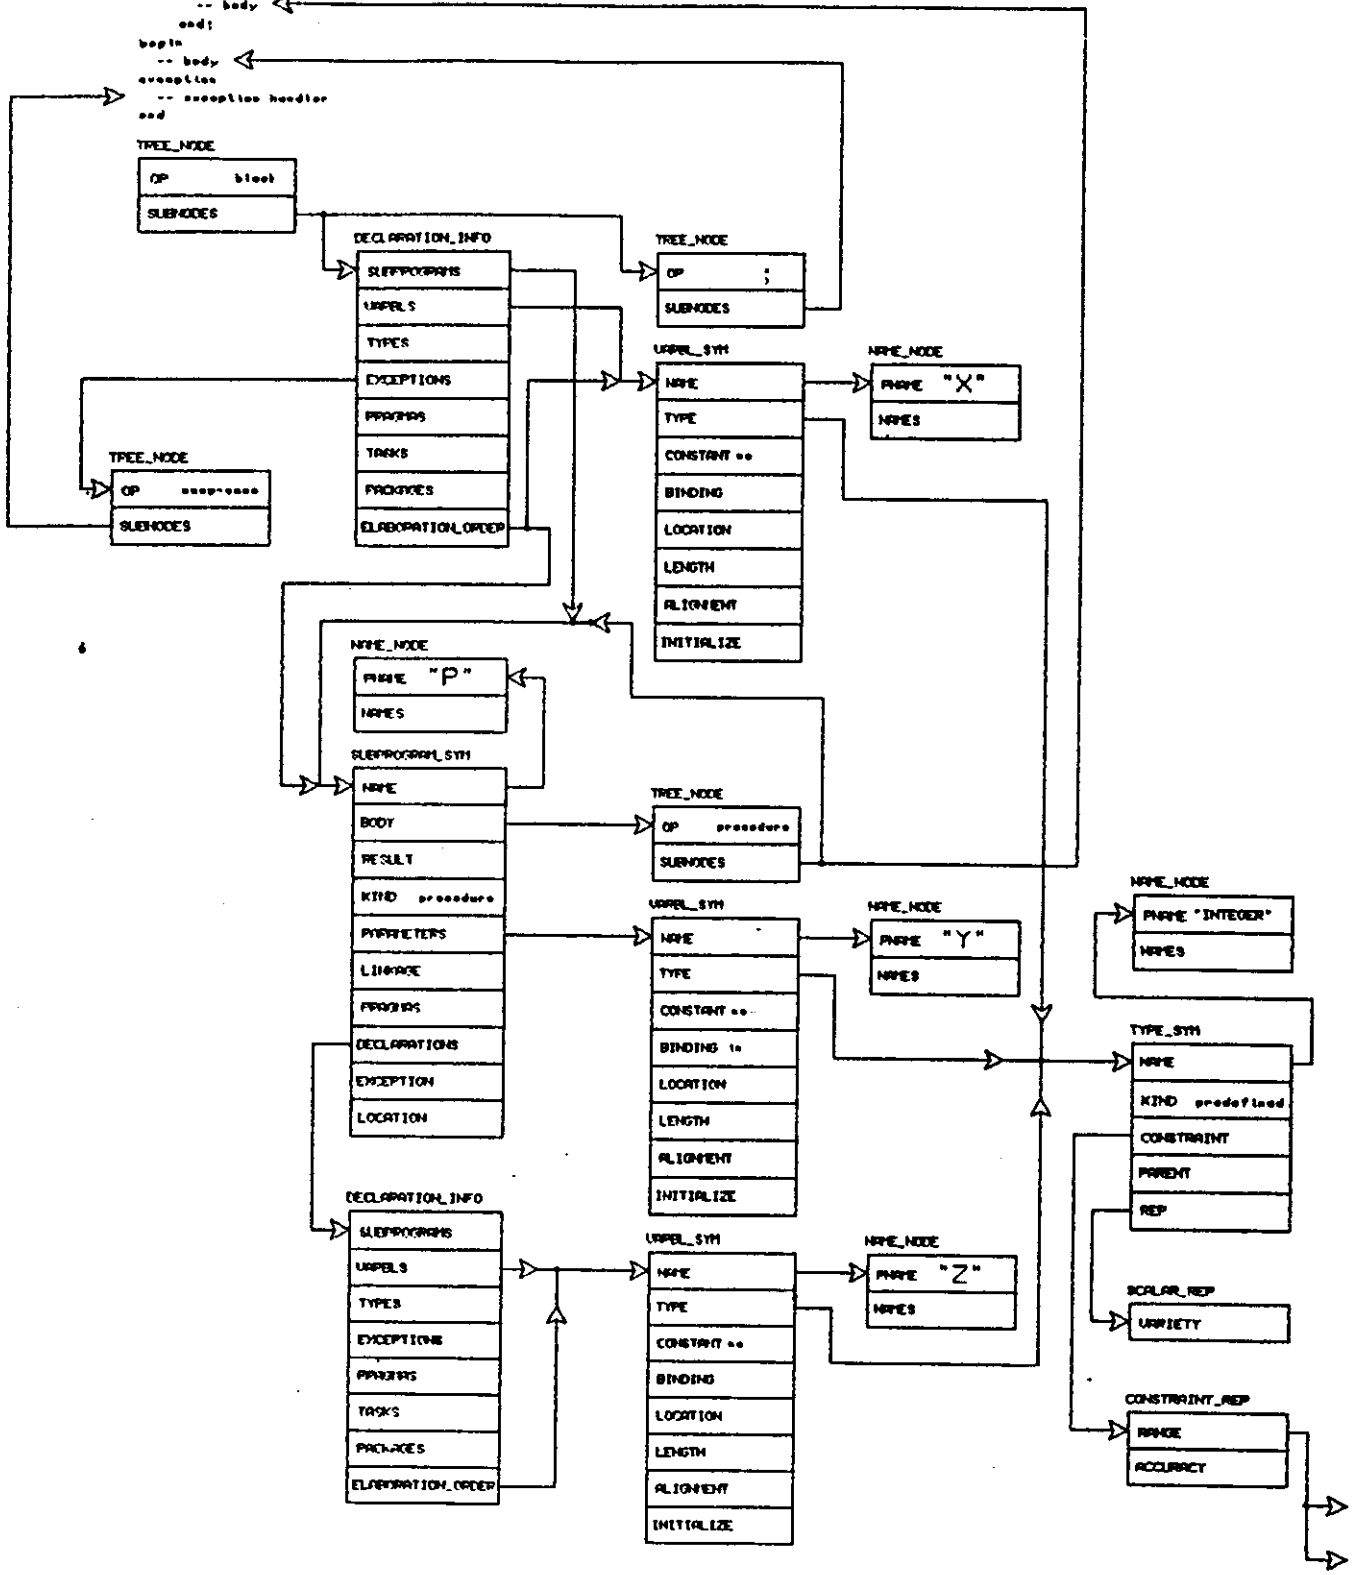 -- body
end;
begin
-- body
exception
-- exception handler
end
TREE_NODE
OP block
SUBNODES
DECLARATION_INFO
SUBPROGRAMS
VARBLS
TYPES
EXCEPTIONS
PRAGMAS
TASKS
PACKAGES
ELABORATION_ORDER
TREE_NODE
OP ;
SUBNODES
VARBL_SYM
NAME
TYPE
CONSTANT no
BINDING
LOCATION
LENGTH
ALIGNMENT
INITIALIZE
NAME_NODE
PNAME "X"
NAMES
TREE_NODE
OP
SUBNODES
NAME_NODE
PNAME "P"
NAMES
SUBPROGRAM_SYM
NAME
BODY
RESULT
KIND procedure
PARAMETERS
LINKAGE
PRAGMAS
DECLARATIONS
EXCEPTION
LOCATION
TREE_NODE
OP procedure
SUBNODES
VARBL_SYM
NAME
TYPE
CONSTANT no
BINDING in
LOCATION
LENGTH
ALIGNMENT
INITIALIZE
NAME_NODE
PNAME "Y"
NAMES
NAME_NODE
PNAME "INTEGER"
NAMES
TYPE_SYM
NAME
KIND predefined
CONSTRAINT
PARENT
REP
DECLARATION_INFO
SUBPROGRAMS
VARBLS
TYPES
EXCEPTIONS
PRAGMAS
TASKS
PACKAGES
ELABORATION_ORDER
VARBL_SYM
NAME
TYPE
CONSTANT no
BINDING
LOCATION
LENGTH
ALIGNMENT
INITIALIZE
NAME_NODE
PNAME "Z"
NAMES
SCALAR_REP
VARIETY
CONSTRAINT_REP
RANGE
ACCURACY